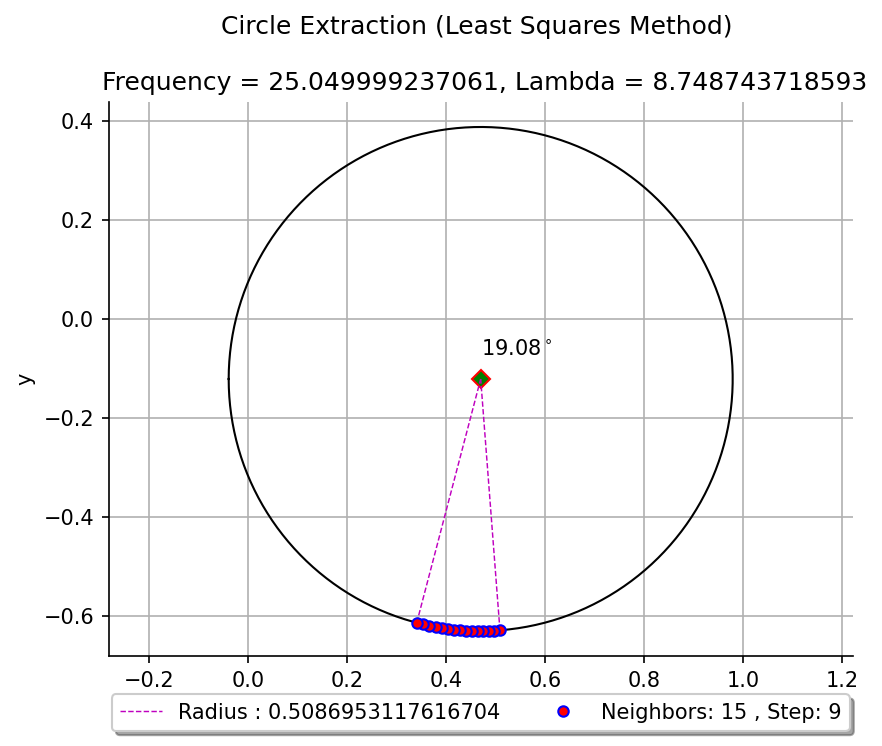 Circle Extraction (Least Squares Method)
Frequency = 25.049999237061, Lambda = 8.748743718593
0.4
0.2
0.0
−0.2
−0.4
−0.6
y
19.08°
−0.2 0.0 0.2 0.4 0.6 0.8 1.0 1.2
Radius : 0.5086953117616704 Neighbors: 15 , Step: 9